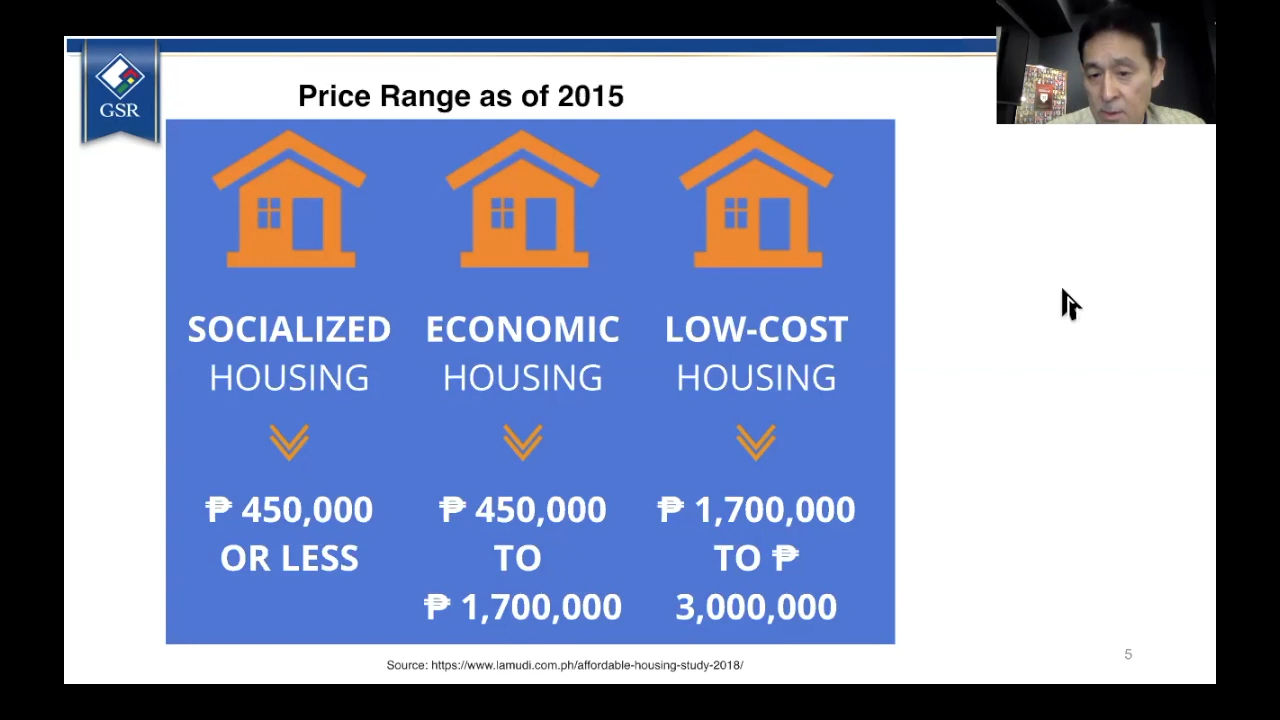 GSR
Price Range as of 2015
SOCIALIZED
HOUSING
₱ 450,000
OR LESS
ECONOMIC
HOUSING
₱ 450,000
TO
₱ 1,700,000
LOW-COST
HOUSING
₱ 1,700,000
TO ₱
3,000,000
Source: https://www.lamudi.com.ph/affordable-housing-study-2018/
5